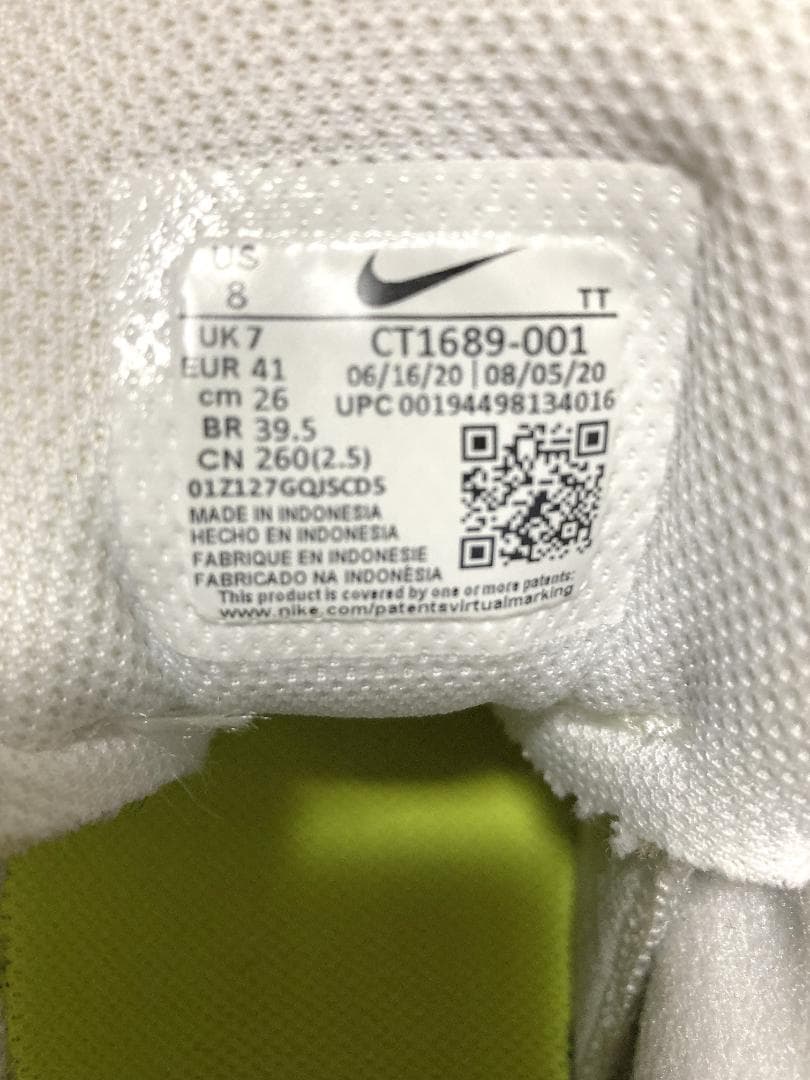 US
8
TT
UK 7
EUR 41
cm 26
BR 39.5
CN 260(2.5)
CT1689-001
06/16/20 | 08/05/20
UPC 00194498134016
01Z127GQJSCDS
MADE IN INDONESIA
HECHO EN INDONESIA
FABRIQUE EN INDONESIE
FABRICADO NA INDONÉSIA
This product is covered by one or more patents:
www.nike.com/patentsvirtualmarking